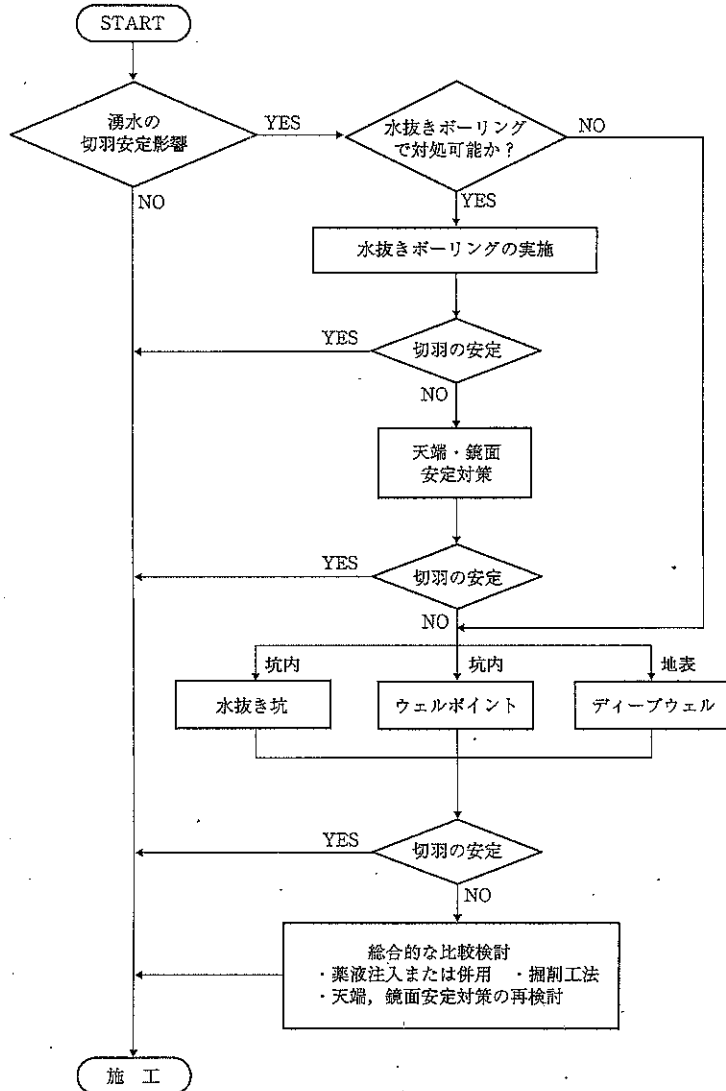 START
湧水の
切羽安定影響
YES
水抜きボーリング
で対処可能か？
NO
NO
YES
水抜きボーリングの実施
YES
切羽の安定
NO
天端・鏡面
安定対策
YES
切羽の安定
NO
坑内
坑内
地表
水抜き坑
ウェルポイント
ディープウェル
YES
切羽の安定
NO
総合的な比較検討
・薬液注入または併用　・掘削工法
・天端，鏡面安定対策の再検討
施　工